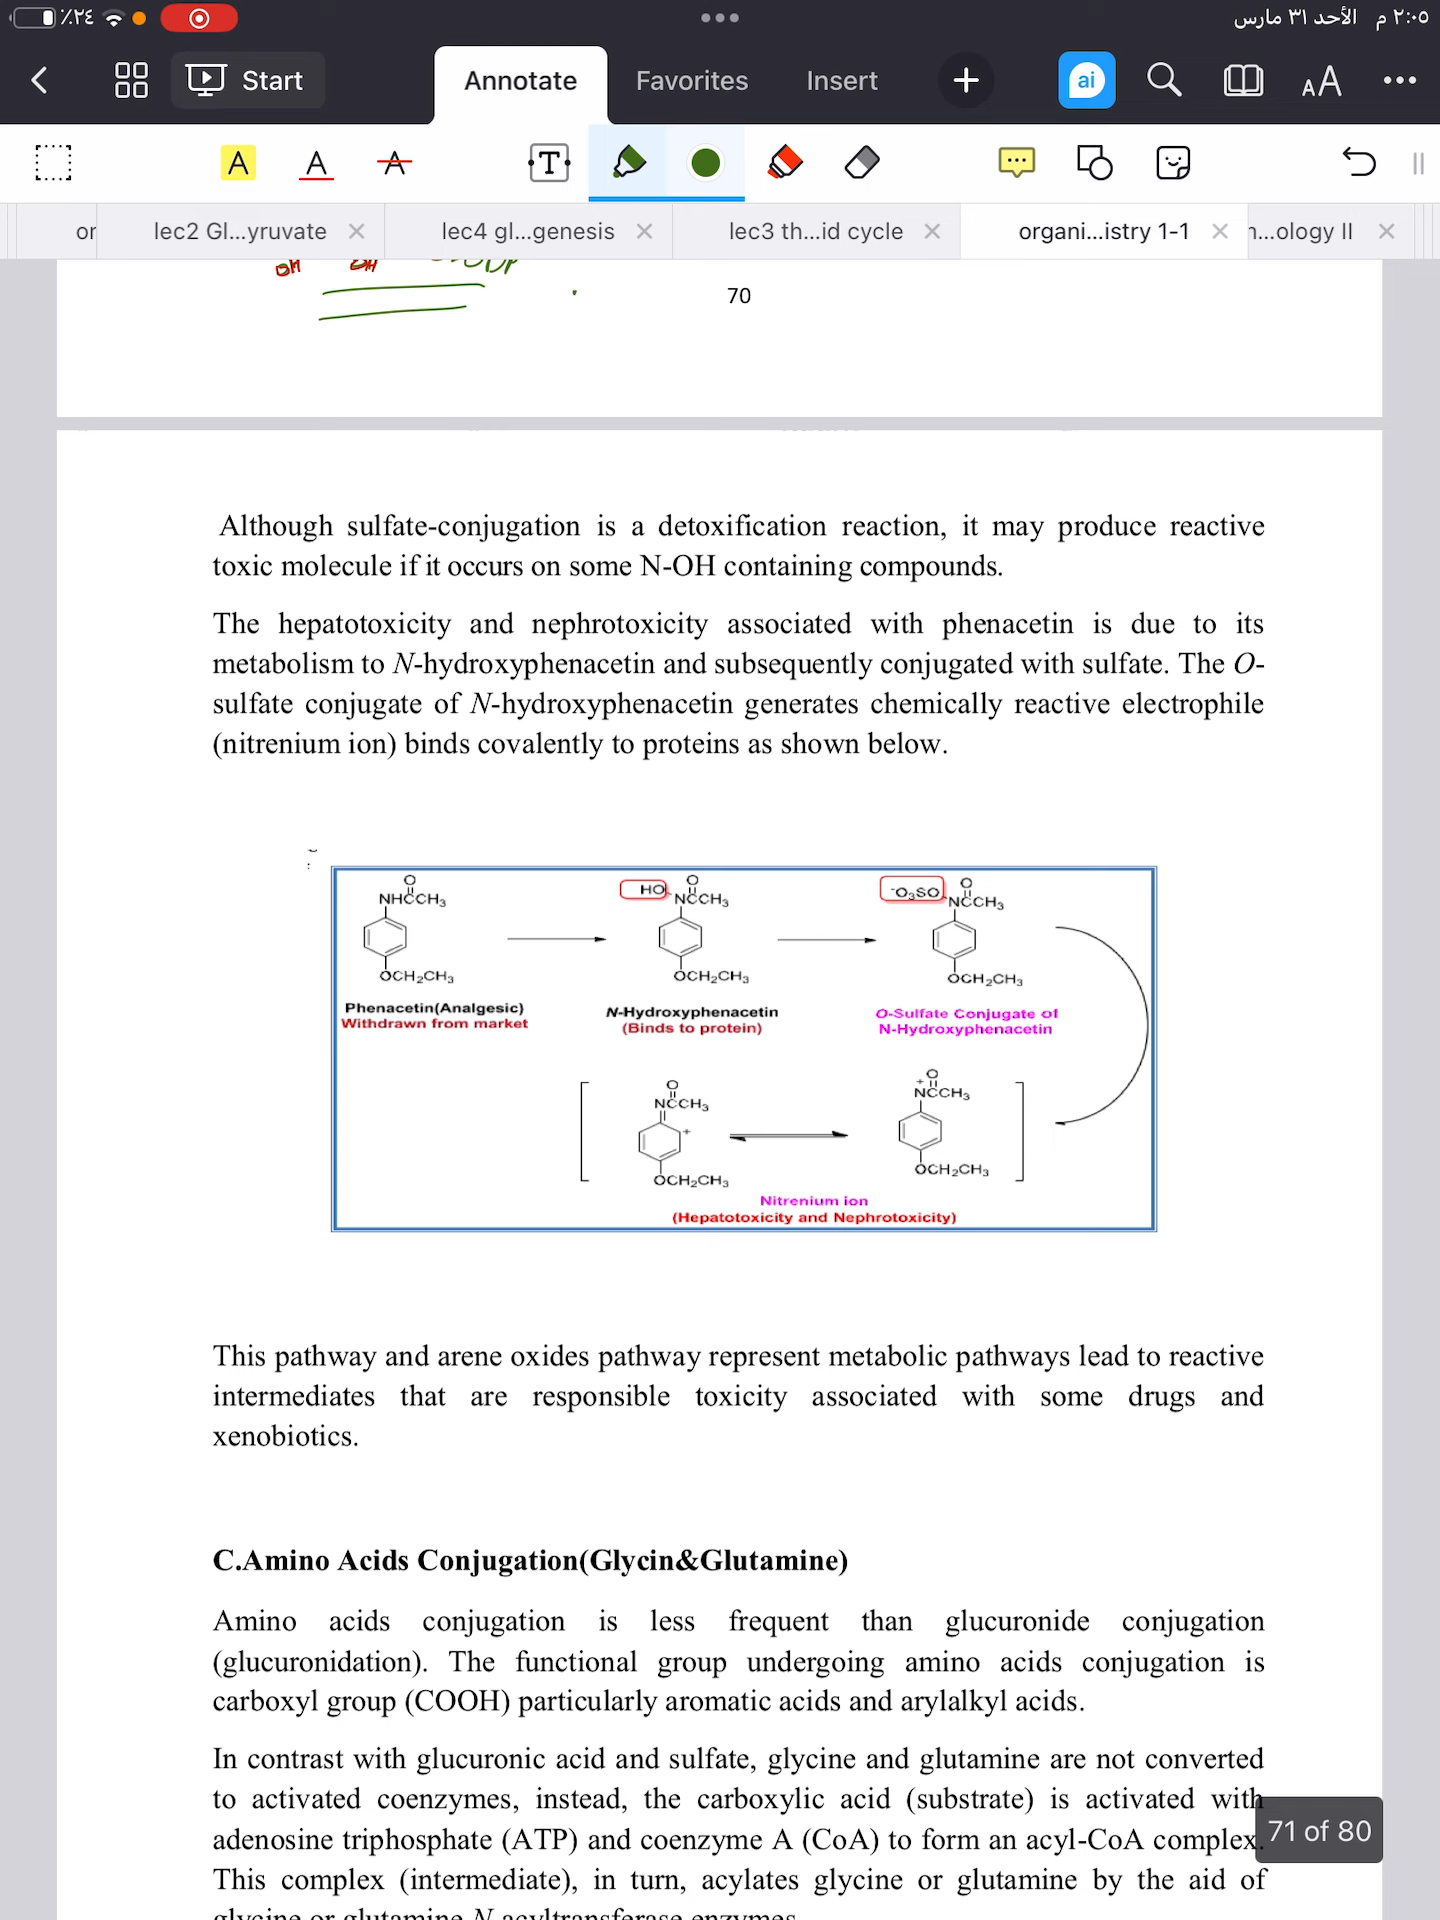 ٪٢٤
٢:٠٥ م الأحد ٣١ مارس
Start
Annotate
Favorites
Insert
ai
AA
A
A
A
T
or
lec2 Gl...yruvate
lec4 gl...genesis
lec3 th...id cycle
organi...istry 1-1
...ology II
OH OH
70
Although sulfate-conjugation is a detoxification reaction, it may produce reactive
toxic molecule if it occurs on some N-OH containing compounds.
The hepatotoxicity and nephrotoxicity associated with phenacetin is due to its
metabolism to N-hydroxyphenacetin and subsequently conjugated with sulfate. The O-
sulfate conjugate of N-hydroxyphenacetin generates chemically reactive electrophile
(nitrenium ion) binds covalently to proteins as shown below.
O
NHCCH₃
OCH₂CH₃
Phenacetin(Analgesic)
Withdrawn from market
HO
O
NCCH₃
OCH₂CH₃
N-Hydroxyphenacetin
(Binds to protein)
⁻O₃SO
O
NCCH₃
OCH₂CH₃
O-Sulfate Conjugate of
N-Hydroxyphenacetin
O
NCCH₃
+
OCH₂CH₃
O
+
NCCH₃
OCH₂CH₃
Nitrenium ion
(Hepatotoxicity and Nephrotoxicity)
This pathway and arene oxides pathway represent metabolic pathways lead to reactive
intermediates that are responsible toxicity associated with some drugs and
xenobiotics.
C.Amino Acids Conjugation(Glycin&Glutamine)
Amino acids conjugation is less frequent than glucuronide conjugation
(glucuronidation). The functional group undergoing amino acids conjugation is
carboxyl group (COOH) particularly aromatic acids and arylalkyl acids.
In contrast with glucuronic acid and sulfate, glycine and glutamine are not converted
to activated coenzymes, instead, the carboxylic acid (substrate) is activated with
adenosine triphosphate (ATP) and coenzyme A (CoA) to form an acyl-CoA complex.
This complex (intermediate), in turn, acylates glycine or glutamine by the aid of
glycine or glutamine N-acyltransferase enzymes.
71 of 80